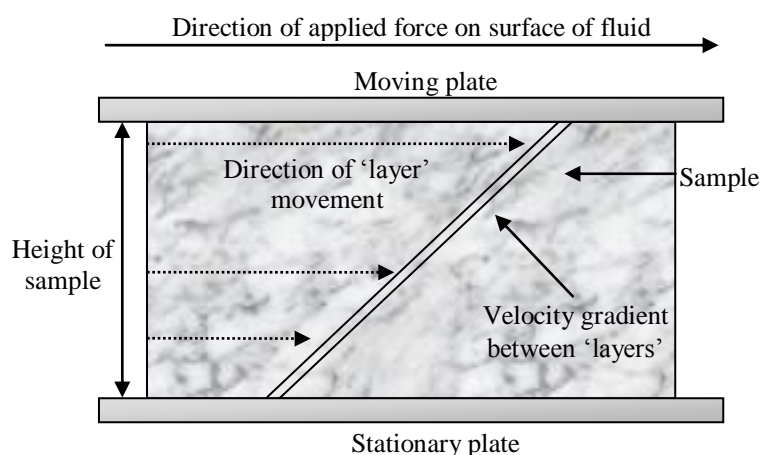 Direction of applied force on surface of fluid
Moving plate
Direction of ‘layer’
movement
Sample
Height of
sample
Velocity gradient
between ‘layers’
Stationary plate